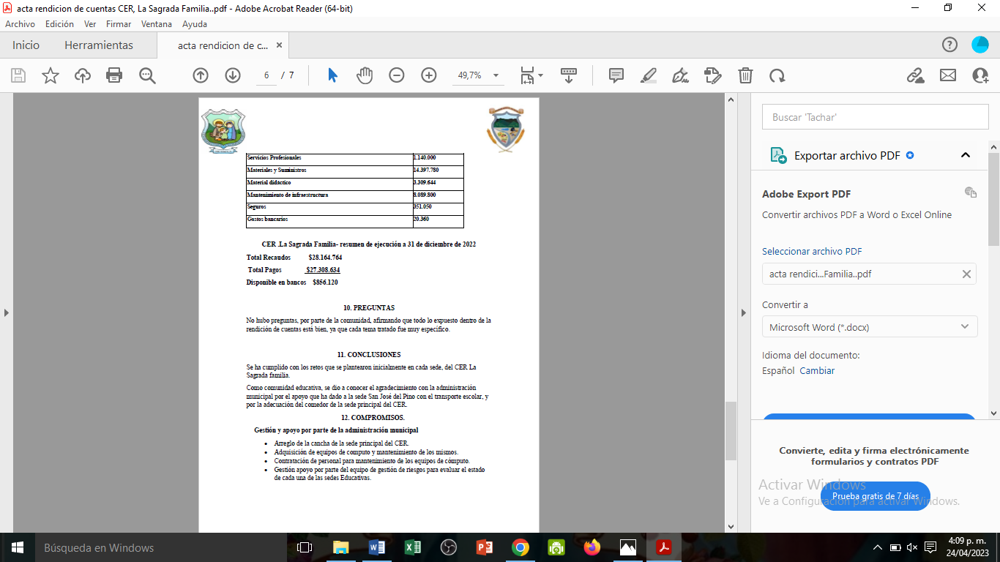 acta rendicion de cuentas CER, La Sagrada Familia..pdf - Adobe Acrobat Reader (64-bit)
Archivo Edición Ver Firmar Ventana Ayuda
Inicio Herramientas acta rendicion de c...
6 / 7 49,7%
Servicios Profesionales 1.140.000
Materiales y Suministros 14.397.780
Material didáctico 3.309.644
Mantenimiento de infraestructura 8.089.800
Seguros 351.050
Gastos bancarios 20.360
CER .La Sagrada Familia- resumen de ejecución a 31 de diciembre de 2022
Total Recaudos $28.164.764
Total Pagos $27.308.634
Disponible en bancos $856.120
10. PREGUNTAS
No hubo preguntas, por parte de la comunidad, afirmando que todo lo expuesto dentro de la
rendición de cuentas está bien, ya que cada tema tratado fue muy específico.
11. CONCLUSIONES
Se ha cumplido con los retos que se plantearon inicialmente en cada sede, del CER La
Sagrada familia.
Como comunidad educativa, se dio a conocer el agradecimiento con la administración
municipal por el apoyo que ha dado a la sede San José del Pino con el transporte escolar, y
por la adecuación del comedor de la sede principal del CER.
12. COMPROMISOS.
Gestión y apoyo por parte de la administración municipal
• Arreglo de la cancha de la sede principal del CER.
• Adquisición de equipos de computo y mantenimiento de los mismos.
• Contratación de personal para mantenimiento de los equipos de cómputo.
• Gestión apoyo por parte del equipo de gestión de riesgos para evaluar el estado
de cada una de las sedes Educativas.
Buscar 'Tachar'
Exportar archivo PDF
Adobe Export PDF
Convertir archivos PDF a Word o Excel Online
Seleccionar archivo PDF
acta rendici...Familia..pdf
Convertir a
Microsoft Word (*.docx)
Idioma del documento:
Español Cambiar
Convierte, edita y firma electrónicamente
formularios y contratos PDF
Activar Windows
Prueba gratis de 7 días
Ve a Configuración para activar Windows.
Búsqueda en Windows
4:09 p. m.
24/04/2023